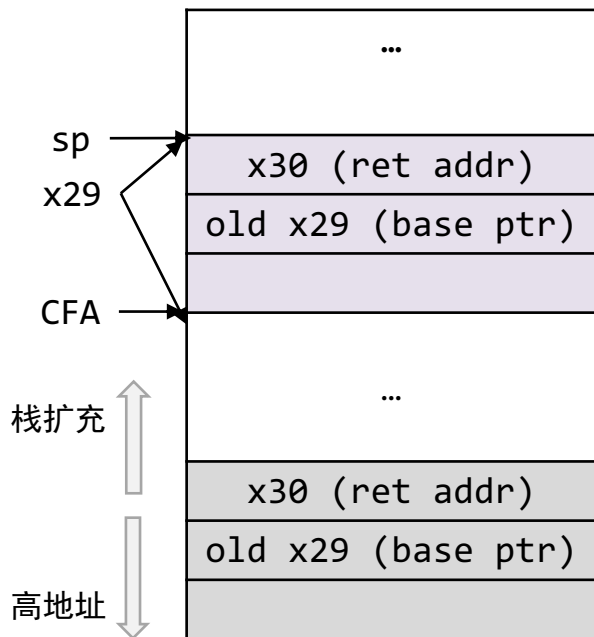 …
sp
x30 (ret addr)
x29
old x29 (base ptr)
CFA
…
栈扩充
x30 (ret addr)
old x29 (base ptr)
高地址